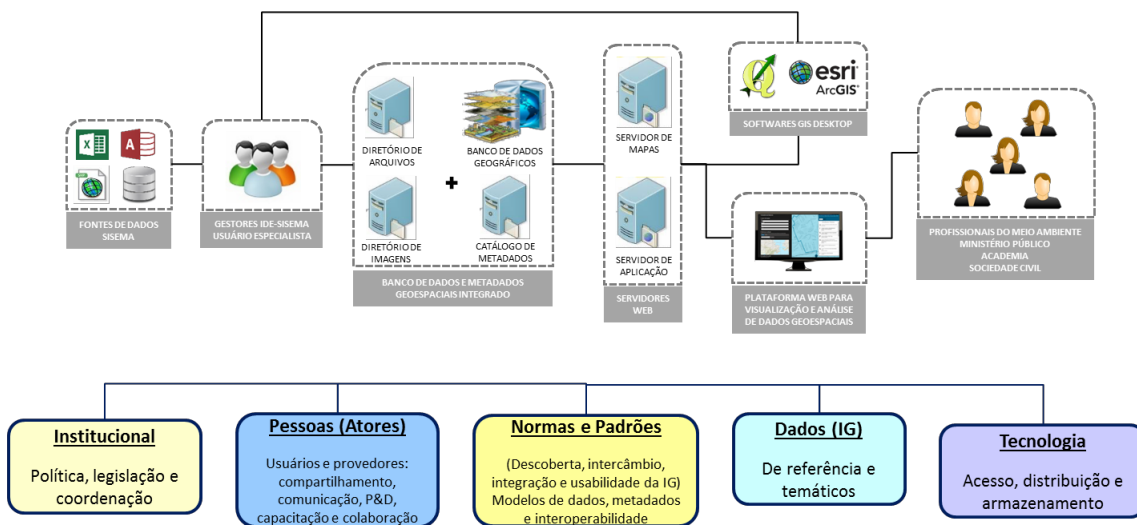 esri
ArcGIS®
SOFTWARES GIS DESKTOP
FONTES DE DADOS
SISEMA
GESTORES IDE-SISEMA
USUÁRIO ESPECIALISTA
DIRETÓRIO DE
ARQUIVOS
BANCO DE DADOS
GEOGRÁFICOS
+
DIRETÓRIO DE
IMAGENS
CATÁLOGO DE
METADADOS
BANCO DE DADOS E METADADOS
GEOESPACIAIS INTEGRADO
SERVIDOR DE
MAPAS
SERVIDOR DE
APLICAÇÃO
SERVIDORES
WEB
PLATAFORMA WEB PARA
VISUALIZAÇÃO E ANÁLISE
DE DADOS GEOESPACIAIS
PROFISSIONAIS DO MEIO AMBIENTE
MINISTÉRIO PÚBLICO
ACADEMIA
SOCIEDADE CIVIL
Institucional
Política, legislação e
coordenação
Pessoas (Atores)
Usuários e provedores:
compartilhamento,
comunicação, P&D,
capacitação e colaboração
Normas e Padrões
(Descoberta, intercâmbio,
integração e usabilidade da IG)
Modelos de dados, metadados
e interoperabilidade
Dados (IG)
De referência e
temáticos
Tecnologia
Acesso, distribuição e
armazenamento